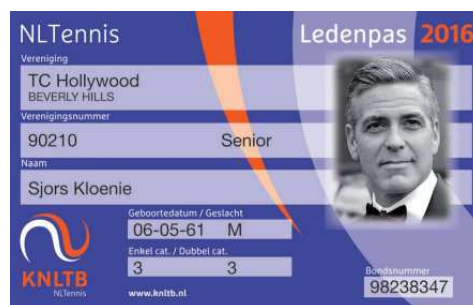 NLTennis
Ledenpas 2016
Vereniging
TC Hollywood
BEVERLY HILLS
Verenigingsnummer
90210 Senior
Naam
Sjors Kloenie
Geboortedatum / Geslacht
06-05-61 M
Enkel cat. / Dubbel cat.
3 3
KNLTB
NLTennis
www.knltb.nl
Bondsnummer
98238347